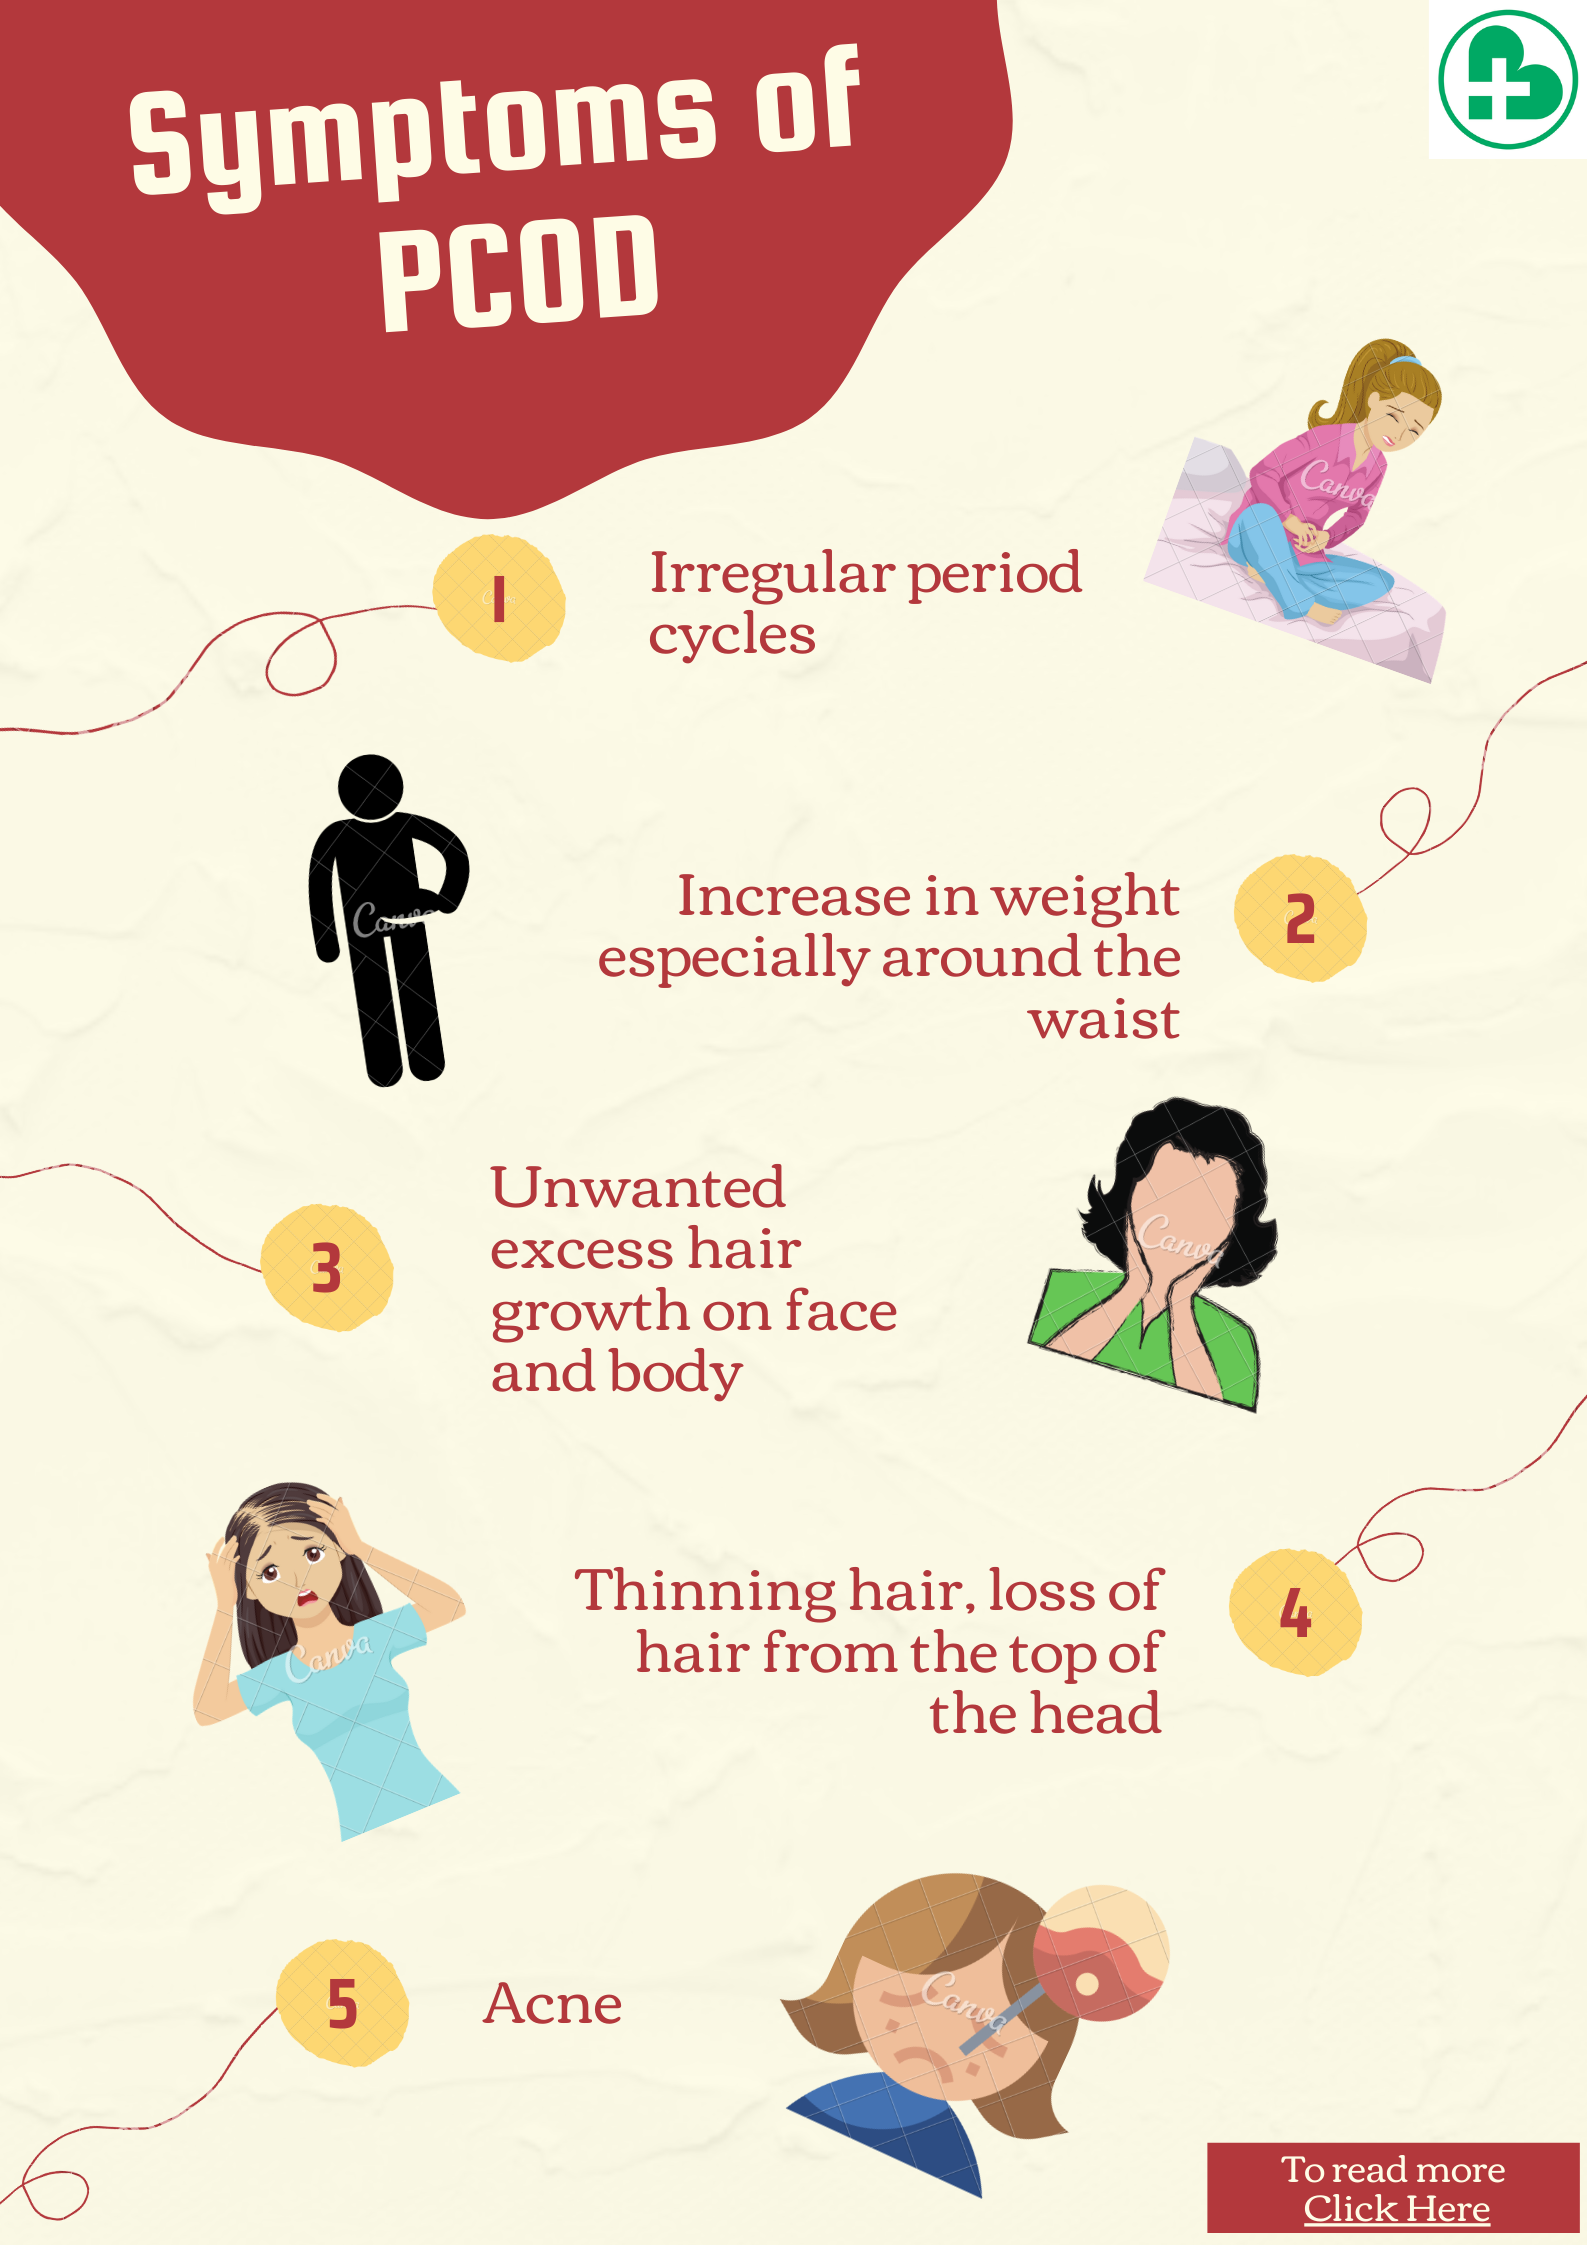 Symptoms of
PCOD
1
Irregular period
cycles
Canva
2
Increase in weight
especially around the
waist
Canva
3
Unwanted
excess hair
growth on face
and body
Canva
4
Thinning hair, loss of
hair from the top of
the head
Canva
5
Acne
Canva
To read more
Click Here